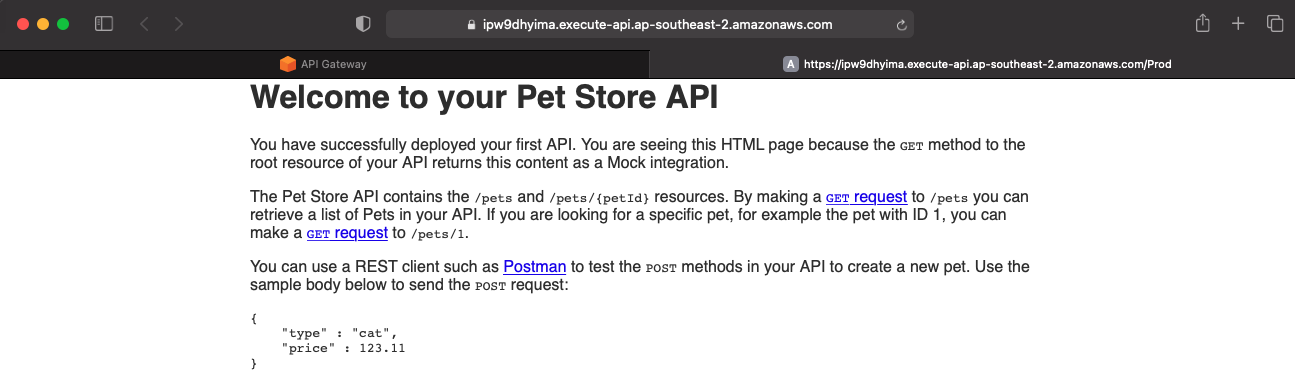 ipw9dhyima.execute-api.ap-southeast-2.amazonaws.com
API Gateway
A https://ipw9dhyima.execute-api.ap-southeast-2.amazonaws.com/Prod
Welcome to your Pet Store API
You have successfully deployed your first API. You are seeing this HTML page because the GET method to the
root resource of your API returns this content as a Mock integration.
The Pet Store API contains the /pets and /pets/{petId} resources. By making a GET request to /pets you can
retrieve a list of Pets in your API. If you are looking for a specific pet, for example the pet with ID 1, you can
make a GET request to /pets/1.
You can use a REST client such as Postman to test the POST methods in your API to create a new pet. Use the
sample body below to send the POST request:
{
    "type" : "cat",
    "price" : 123.11
}